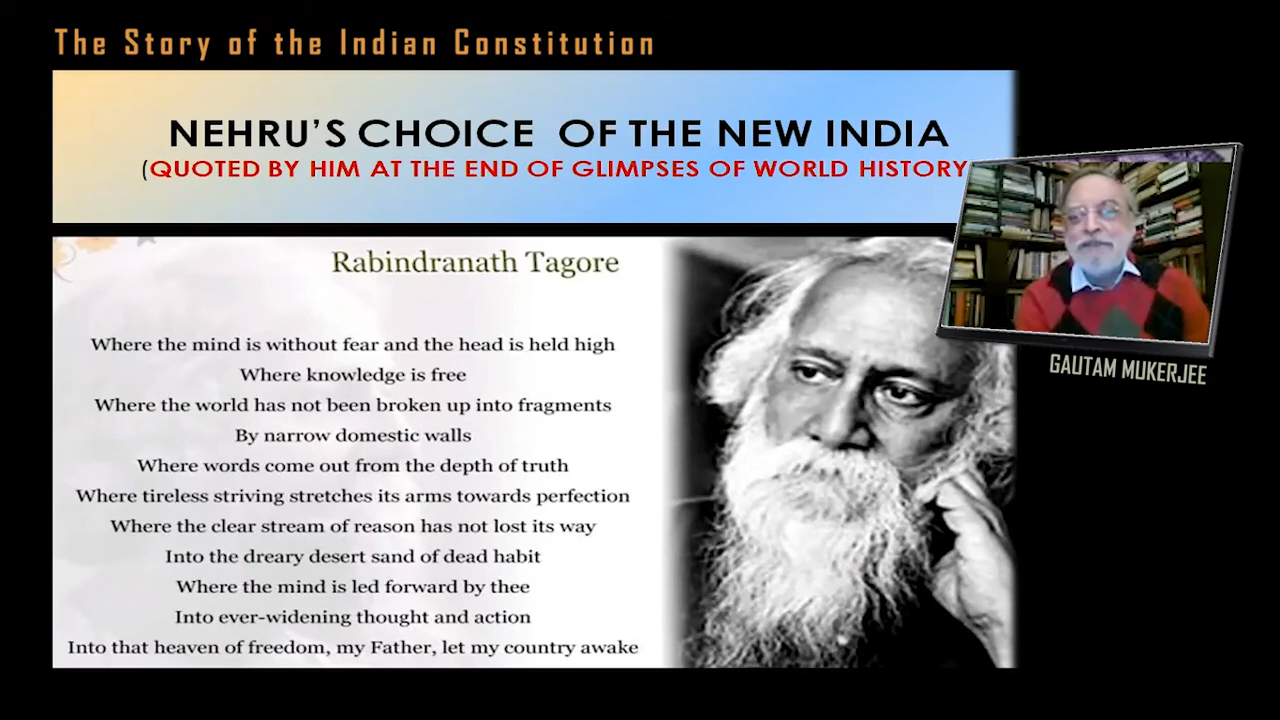 The Story of the Indian Constitution
NEHRU'S CHOICE OF THE NEW INDIA
(QUOTED BY HIM AT THE END OF GLIMPSES OF WORLD HISTORY
Rabindranath Tagore
Where the mind is without fear and the head is held high
Where knowledge is free
Where the world has not been broken up into fragments
By narrow domestic walls
Where words come out from the depth of truth
Where tireless striving stretches its arms towards perfection
Where the clear stream of reason has not lost its way
Into the dreary desert sand of dead habit
Where the mind is led forward by thee
Into ever-widening thought and action
Into that heaven of freedom, my Father, let my country awake
GAUTAM MUKERJEE